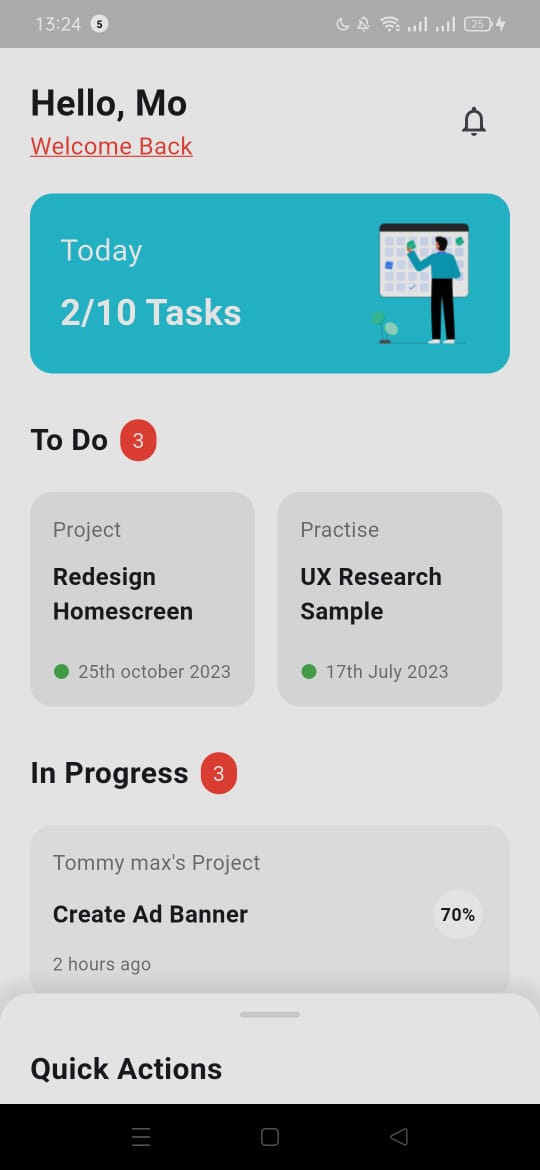 13:24 5 25
Hello, Mo
Welcome Back
Today
2/10 Tasks
To Do 3
Project
Redesign
Homescreen
25th october 2023
Practise
UX Research
Sample
17th July 2023
In Progress 3
Tommy max's Project
Create Ad Banner
70%
2 hours ago
Quick Actions